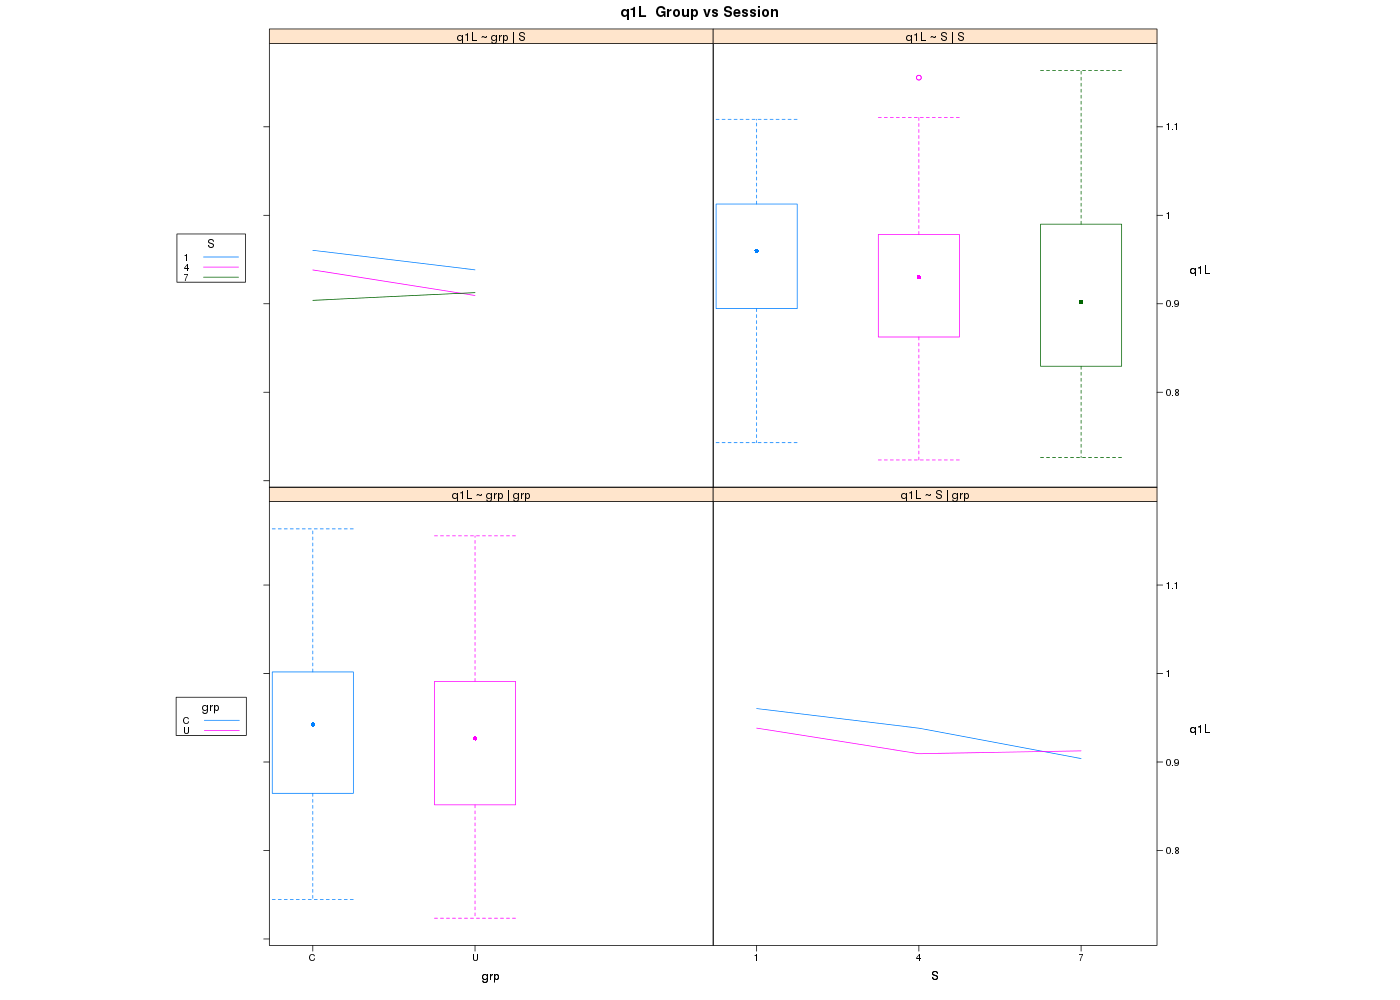 q1L  Group vs Session
q1L ~ grp | S
q1L ~ S | S
1.1
1
0.9
0.8
q1L
S
1
4
7
q1L ~ grp | grp
q1L ~ S | grp
1.1
1
0.9
0.8
q1L
grp
C
U
C
U
1
4
7
grp
S